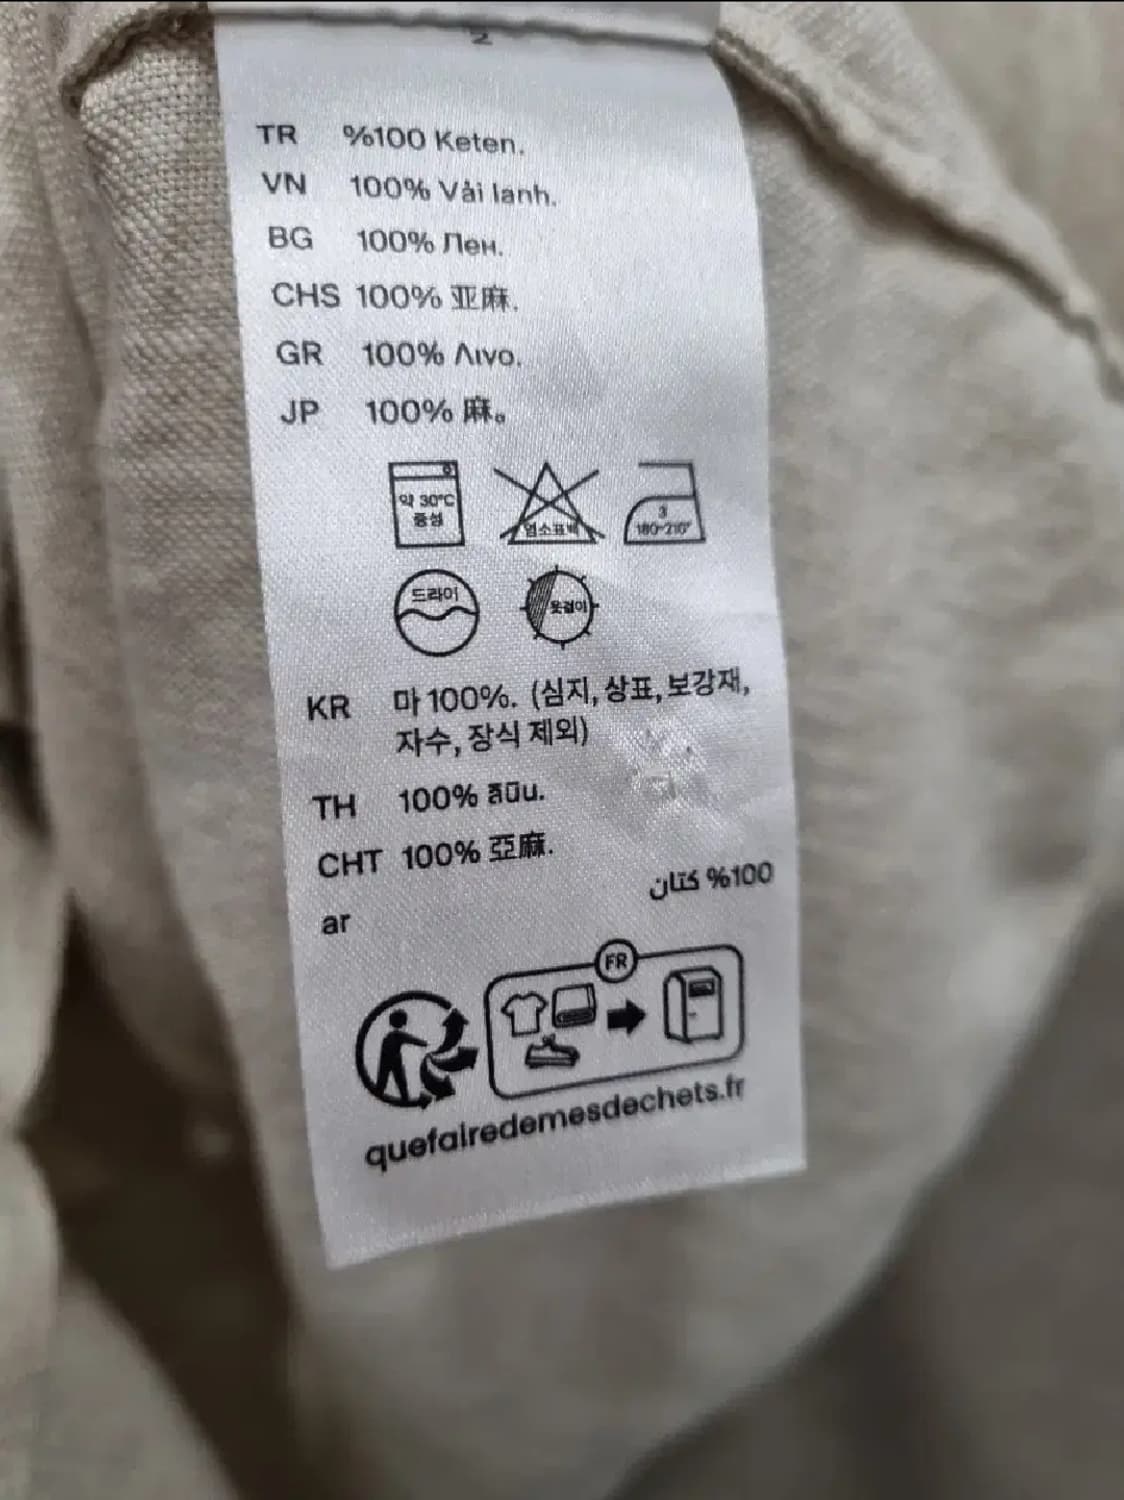 2
TR %100 Keten.
VN 100% Vải lanh.
BG 100% Лен.
CHS 100% 亚麻.
GR 100% Λινο.
JP 100% 麻。
약 30°C
중성
염소표백
3
180~210°
드라이
옷걸이
KR 마 100%. (심지, 상표, 보강재,
자수, 장식 제외)
TH 100% ลินิน.
CHT 100% 亞麻.
100% كتان
ar
FR
quefairedemesdechets.fr